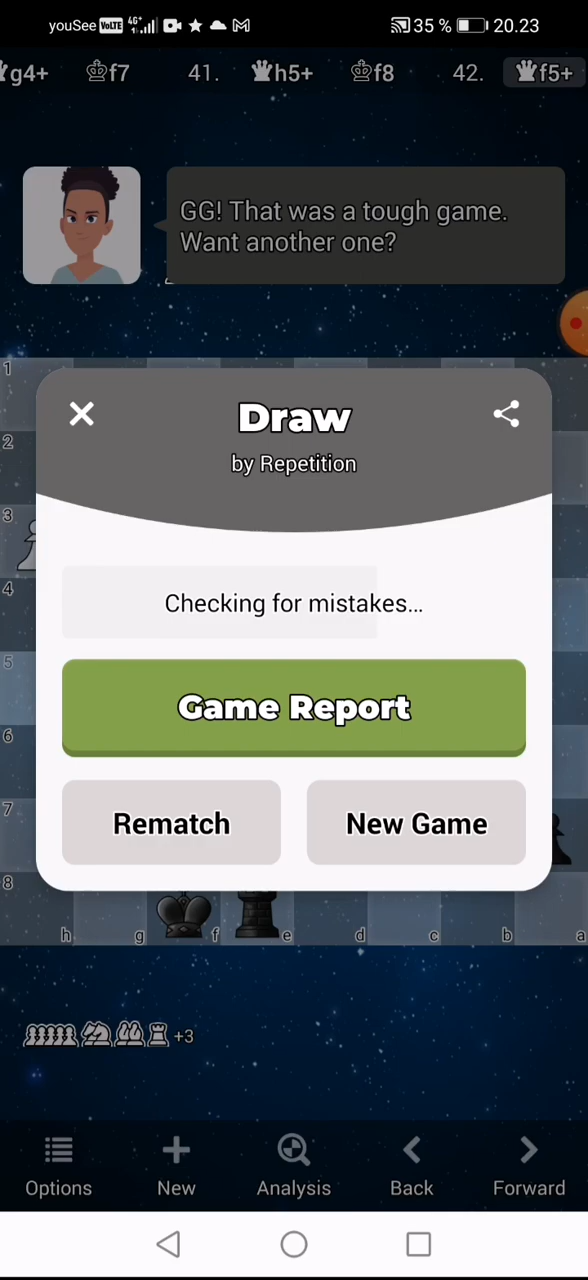 youSee VoLTE 4G+ 35 % 20.23
g4+ f7 41. h5+ f8 42. f5+
GG! That was a tough game.
Want another one?
Draw
by Repetition
Checking for mistakes...
Game Report
Rematch New Game
1
2
3
4
5
6
7
8
h g f e d c b a
+3
Options New Analysis Back Forward